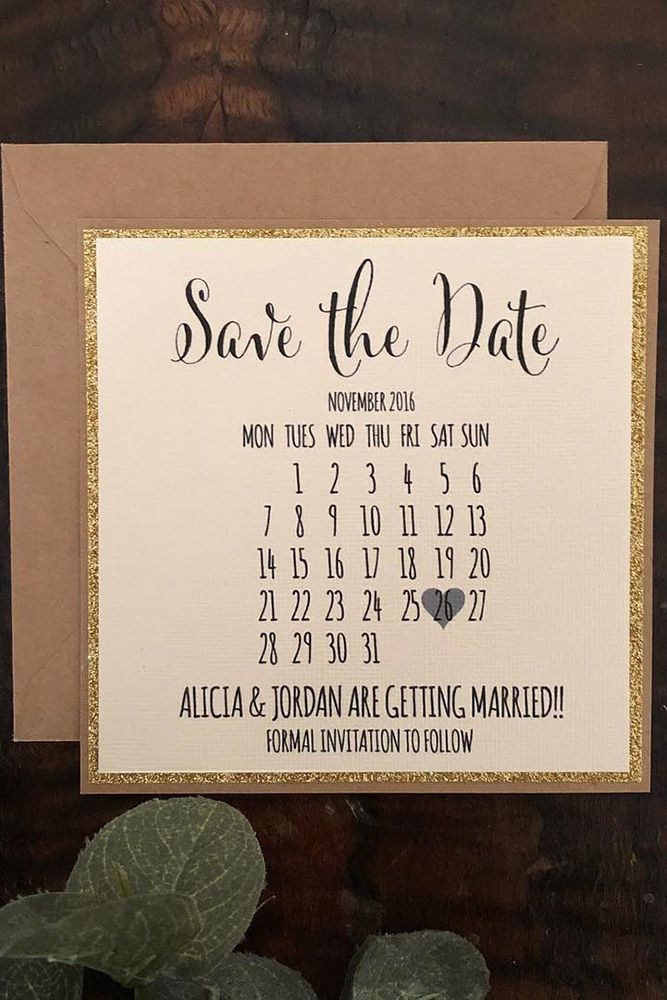 Save the Date
NOVEMBER 2016
MON TUES WED THU FRI SAT SUN
1 2 3 4 5 6
7 8 9 10 11 12 13
14 15 16 17 18 19 20
21 22 23 24 25 26 27
28 29 30 31
ALICIA & JORDAN ARE GETTING MARRIED!!
FORMAL INVITATION TO FOLLOW